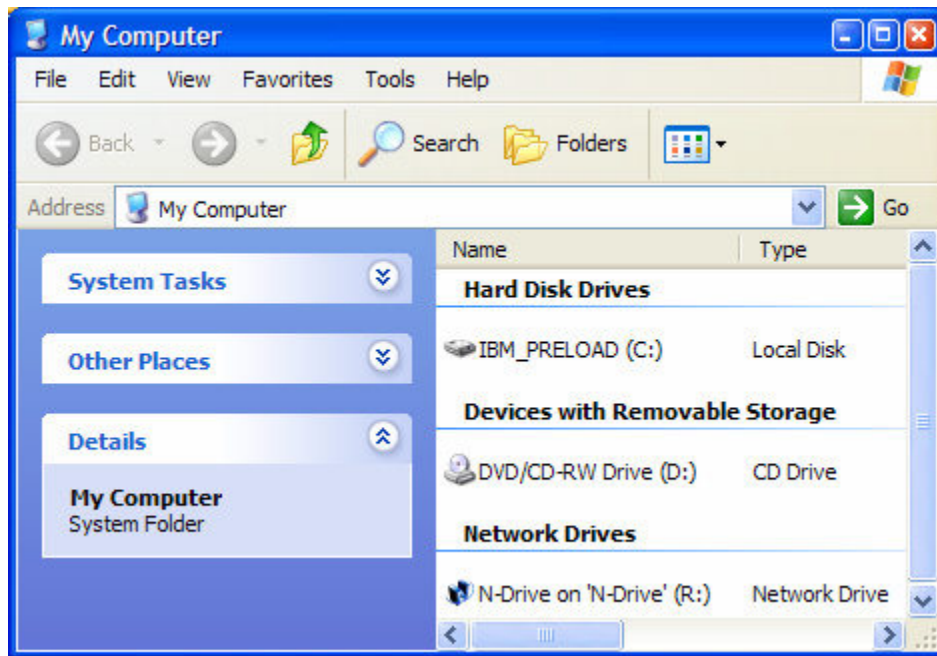 My Computer
File Edit View Favorites Tools Help
Back Search Folders
Address My Computer Go
System Tasks
Other Places
Details
My Computer
System Folder
Name Type
Hard Disk Drives
IBM_PRELOAD (C:) Local Disk
Devices with Removable Storage
DVD/CD-RW Drive (D:) CD Drive
Network Drives
N-Drive on 'N-Drive' (R:) Network Drive